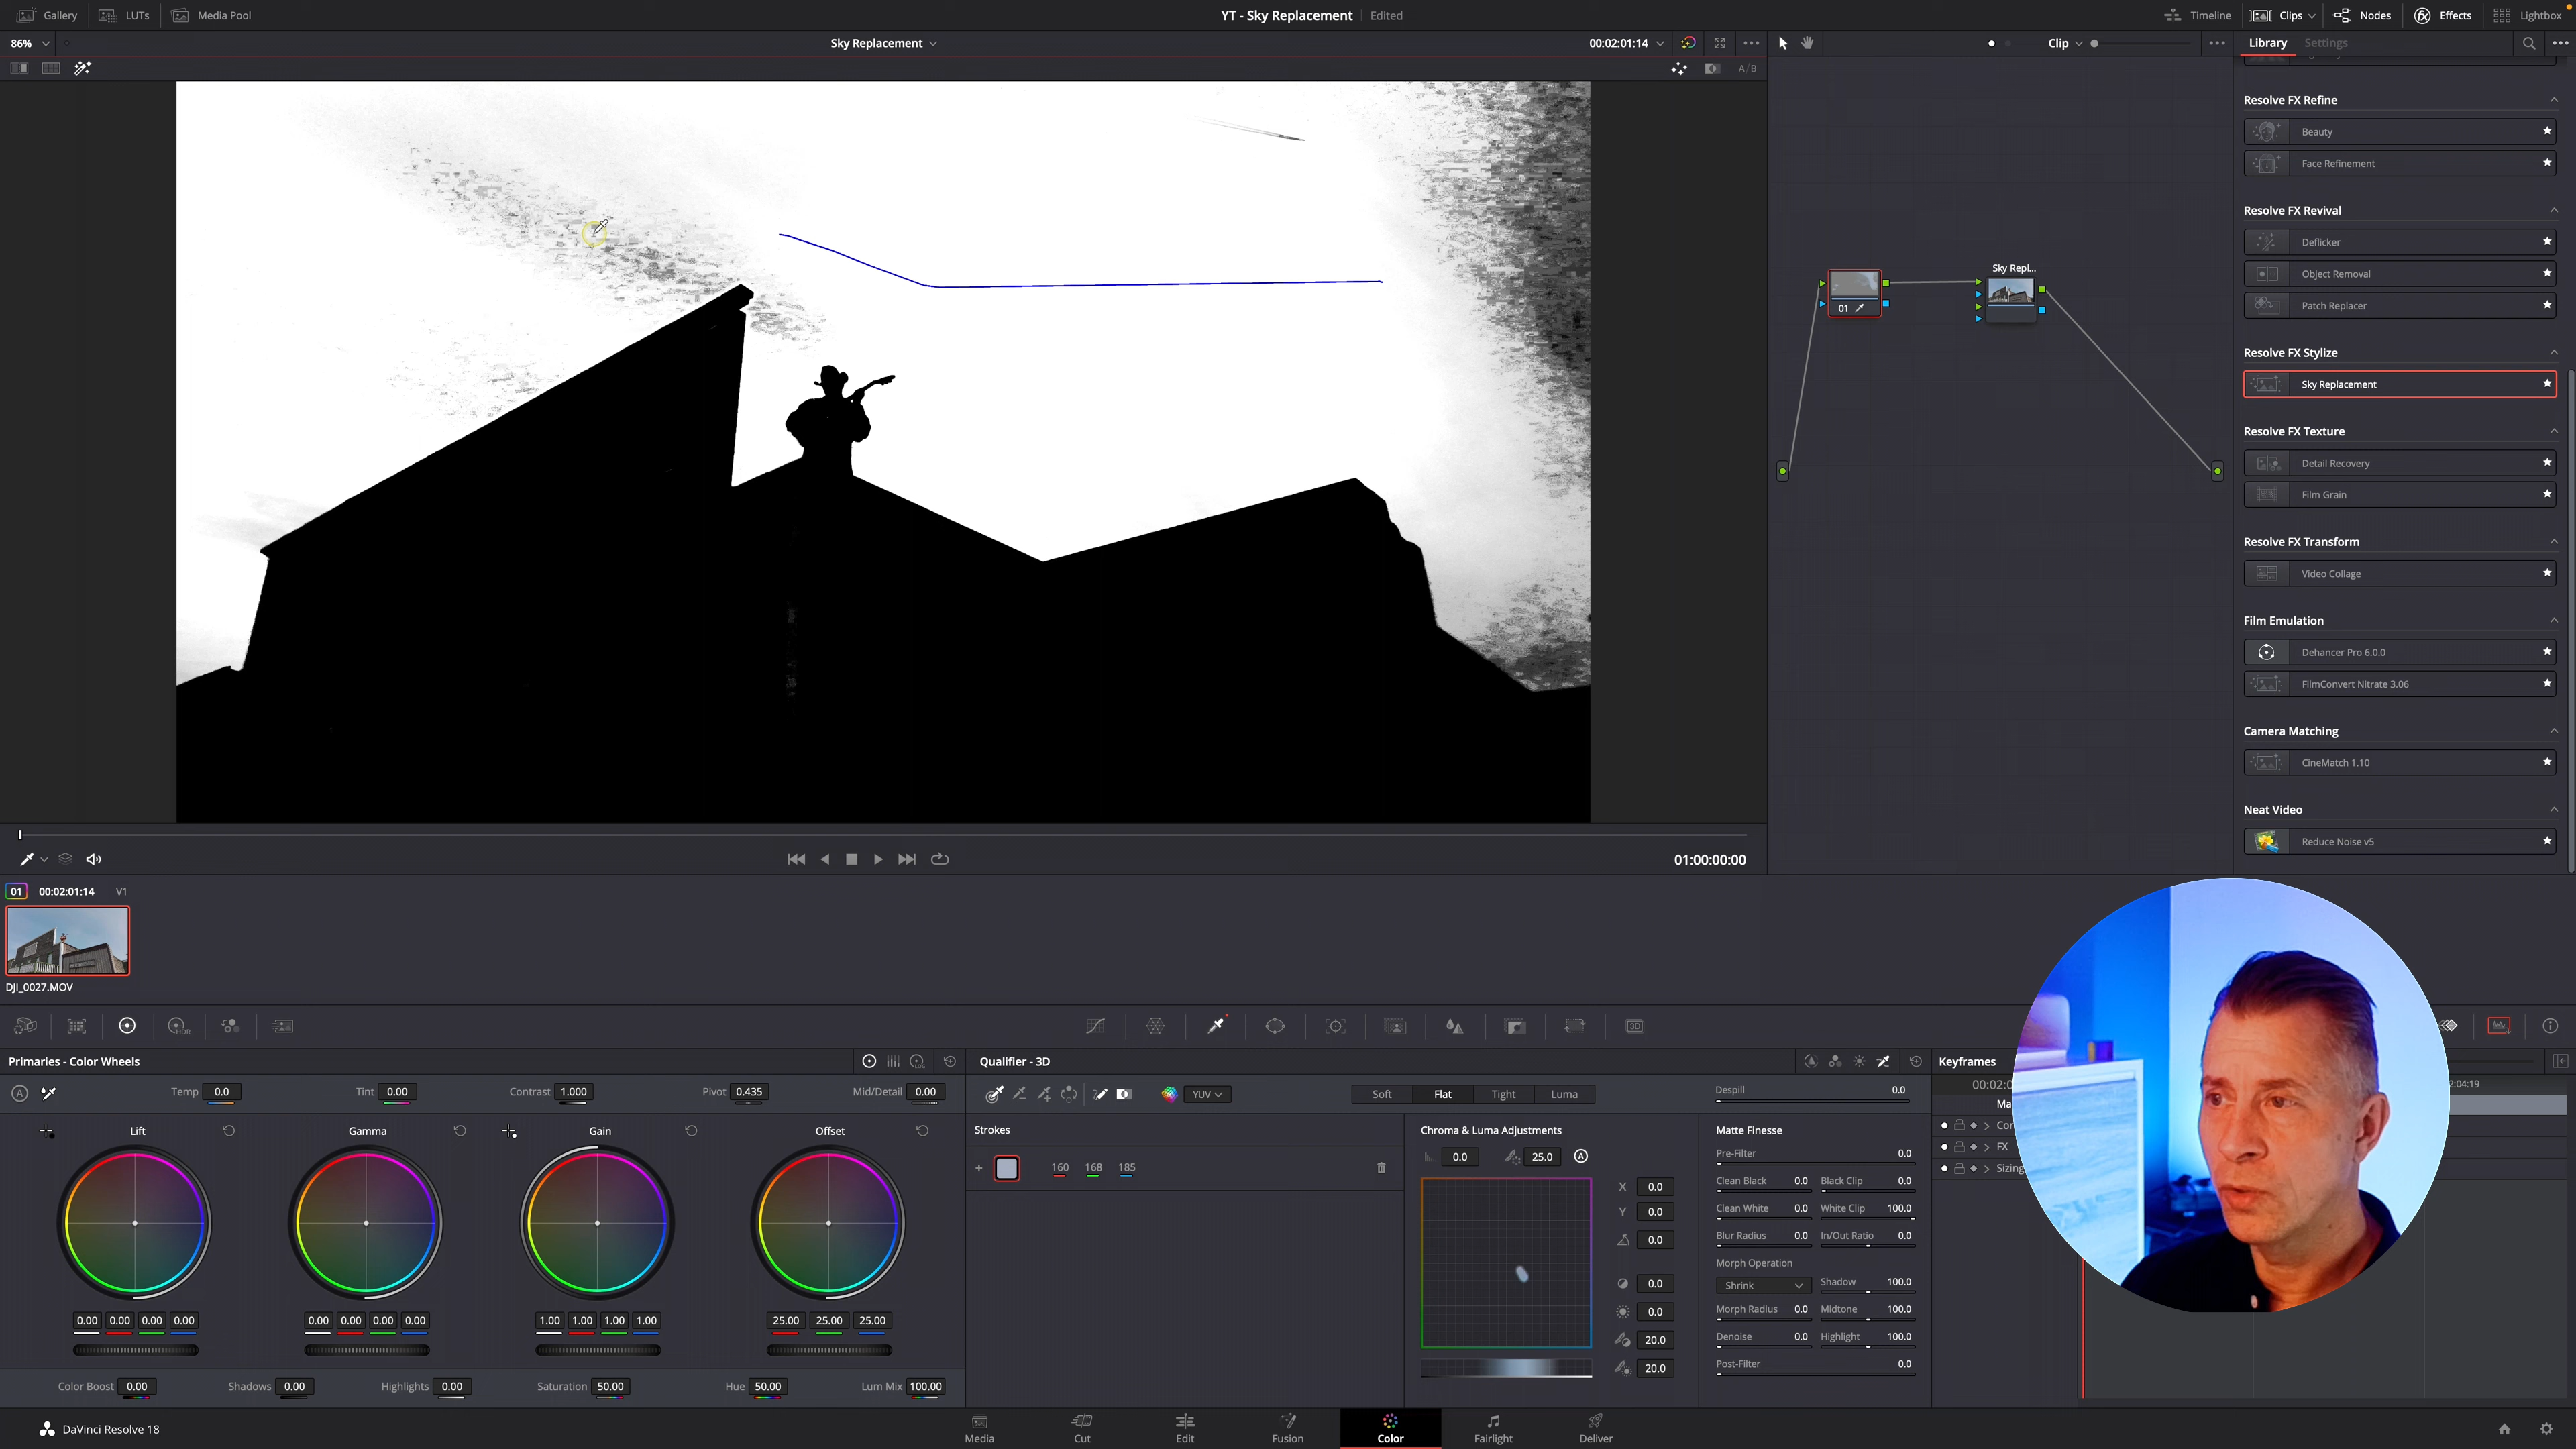 Gallery LUTs Media Pool YT - Sky Replacement Edited Timeline Clips Nodes Effects Lightbox
86% Sky Replacement 00:02:01:14 Clip Library Settings
A/B
Resolve FX Refine
Beauty
Face Refinement
Resolve FX Revival
Deflicker
Object Removal
Patch Replacer
Sky Repl...
01
Resolve FX Stylize
Sky Replacement
Resolve FX Texture
Detail Recovery
Film Grain
Resolve FX Transform
Video Collage
Film Emulation
Dehancer Pro 6.0.0
FilmConvert Nitrate 3.06
Camera Matching
CineMatch 1.10
Neat Video
Reduce Noise v5
01:00:00:00
01 00:02:01:14 V1
DJI_0027.MOV
HDR
3D
Primaries - Color Wheels
Temp 0.0 Tint 0.00 Contrast 1.000 Pivot 0.435 Mid/Detail 0.00
Lift Gamma Gain Offset
0.00 0.00 0.00 0.00 0.00 0.00 0.00 0.00 1.00 1.00 1.00 1.00 25.00 25.00 25.00
Color Boost 0.00 Shadows 0.00 Highlights 0.00 Saturation 50.00 Hue 50.00 Lum Mix 100.00
Qualifier - 3D
YUV Soft Flat Tight Luma
Strokes
160 168 185
Chroma & Luma Adjustments
0.0 25.0 A
X 0.0
Y 0.0
0.0
0.0
0.0
20.0
20.0
Despill 0.0
Matte Finesse
Pre-Filter 0.0
Clean Black 0.0 Black Clip 0.0
Clean White 0.0 White Clip 100.0
Blur Radius 0.0 In/Out Ratio 0.0
Morph Operation
Shrink Shadow 100.0
Morph Radius 0.0 Midtone 100.0
Denoise 0.0 Highlight 100.0
Post-Filter 0.0
Keyframes
00:02:0 2:04:19
Ma
Cor
FX
Sizing
DaVinci Resolve 18
Media Cut Edit Fusion Color Fairlight Deliver